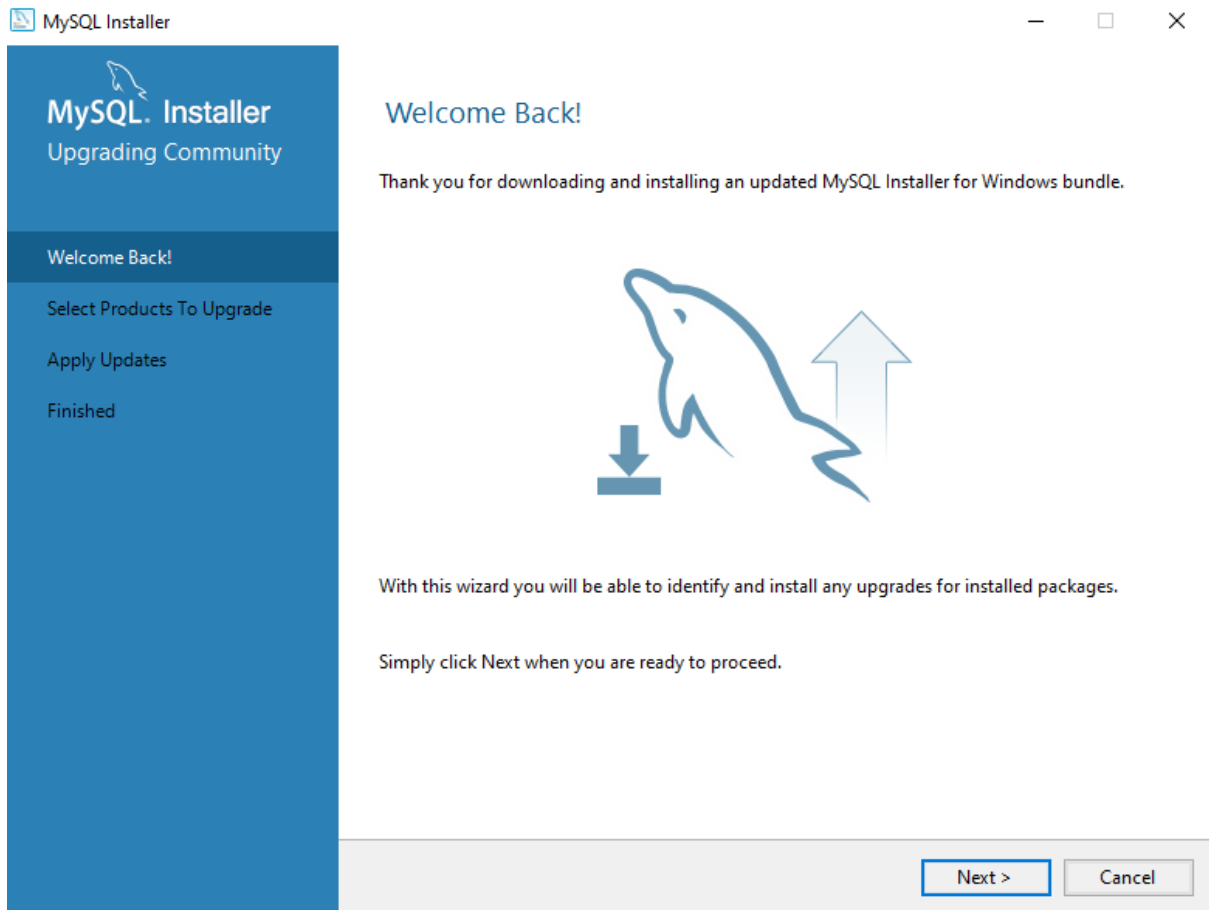 MySQL Installer
MySQL. Installer
Upgrading Community
Welcome Back!
Select Products To Upgrade
Apply Updates
Finished
Welcome Back!
Thank you for downloading and installing an updated MySQL Installer for Windows bundle.
With this wizard you will be able to identify and install any upgrades for installed packages.
Simply click Next when you are ready to proceed.
Next >
Cancel